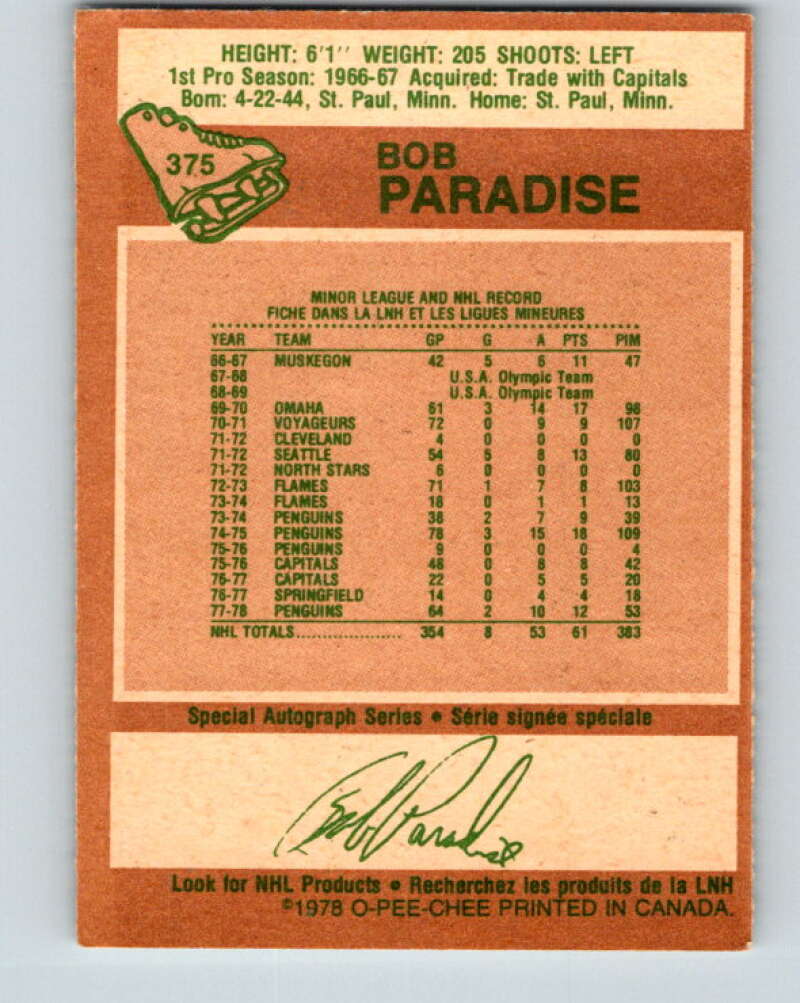 HEIGHT: 6'1'' WEIGHT: 205 SHOOTS: LEFT
1st Pro Season: 1966-67 Acquired: Trade with Capitals
Born: 4-22-44, St. Paul, Minn. Home: St. Paul, Minn.
375
BOB
PARADISE
MINOR LEAGUE AND NHL RECORD
FICHE DANS LA LNH ET LES LIGUES MINEURES
YEAR TEAM GP G A PTS PIM
66-67 MUSKEGON 42 5 6 11 47
67-68 U.S.A. Olympic Team
68-69 U.S.A. Olympic Team
69-70 OMAHA 61 3 14 17 98
70-71 VOYAGEURS 72 0 9 9 107
71-72 CLEVELAND 4 0 0 0 0
71-72 SEATTLE 54 5 8 13 80
71-72 NORTH STARS 6 0 0 0 0
72-73 FLAMES 71 1 7 8 103
73-74 FLAMES 18 0 1 1 13
73-74 PENGUINS 38 2 7 9 39
74-75 PENGUINS 78 3 15 18 109
75-76 PENGUINS 9 0 0 0 4
75-76 CAPITALS 48 0 8 8 42
76-77 CAPITALS 22 0 5 5 20
76-77 SPRINGFIELD 14 0 4 4 18
77-78 PENGUINS 64 2 10 12 53
NHL TOTALS................... 354 8 53 61 383
Special Autograph Series • Série signée spéciale
Bob Paradise
Look for NHL Products • Recherchez les produits de la LNH
©1978 O-PEE-CHEE PRINTED IN CANADA.